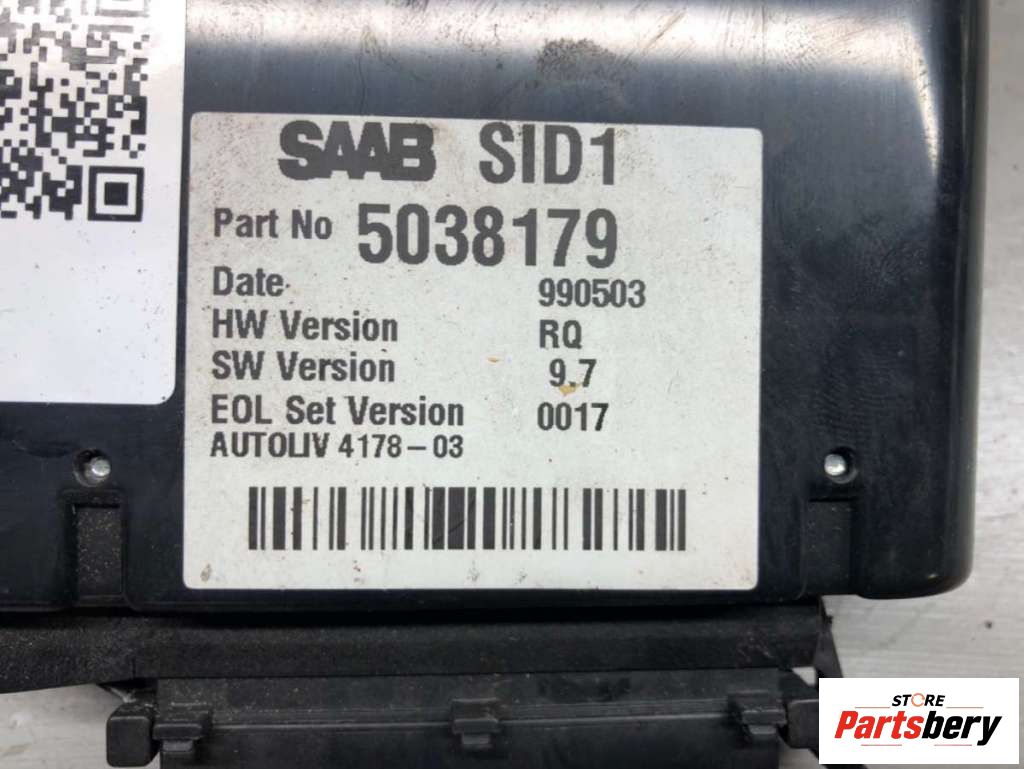 SAAB SID1
Part No 5038179
Date 990503
HW Version RQ
SW Version 9.7
EOL Set Version 0017
AUTOLIV 4178-03
STORE
Partsbery